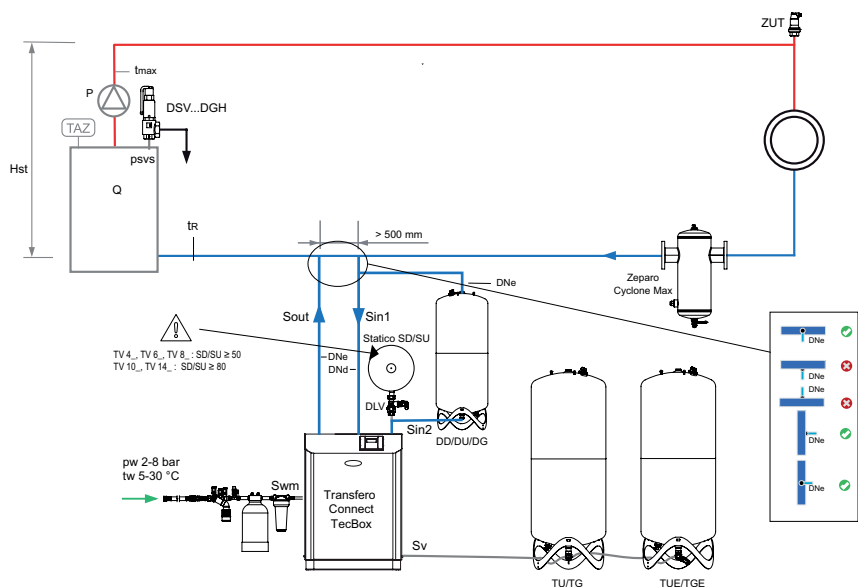 ZUT
tmax
P
DSV...DGH
TAZ
psvs
Hst
Q
tR
> 500 mm
DNe
Zeparo
Cyclone Max
Sout
Sin1
Statico SD/SU
TV 4_, TV 6_, TV 8_ : SD/SU ≥ 50
TV 10_, TV 14_ : SD/SU ≥ 80
DNe
DNd
DLV
Sin2
DD/DU/DG
DNe
DNe
DNe
DNe
DNe
pw 2-8 bar
tw 5-30 °C
Swm
Transfero
Connect
TecBox
Sv
TU/TG
TUE/TGE